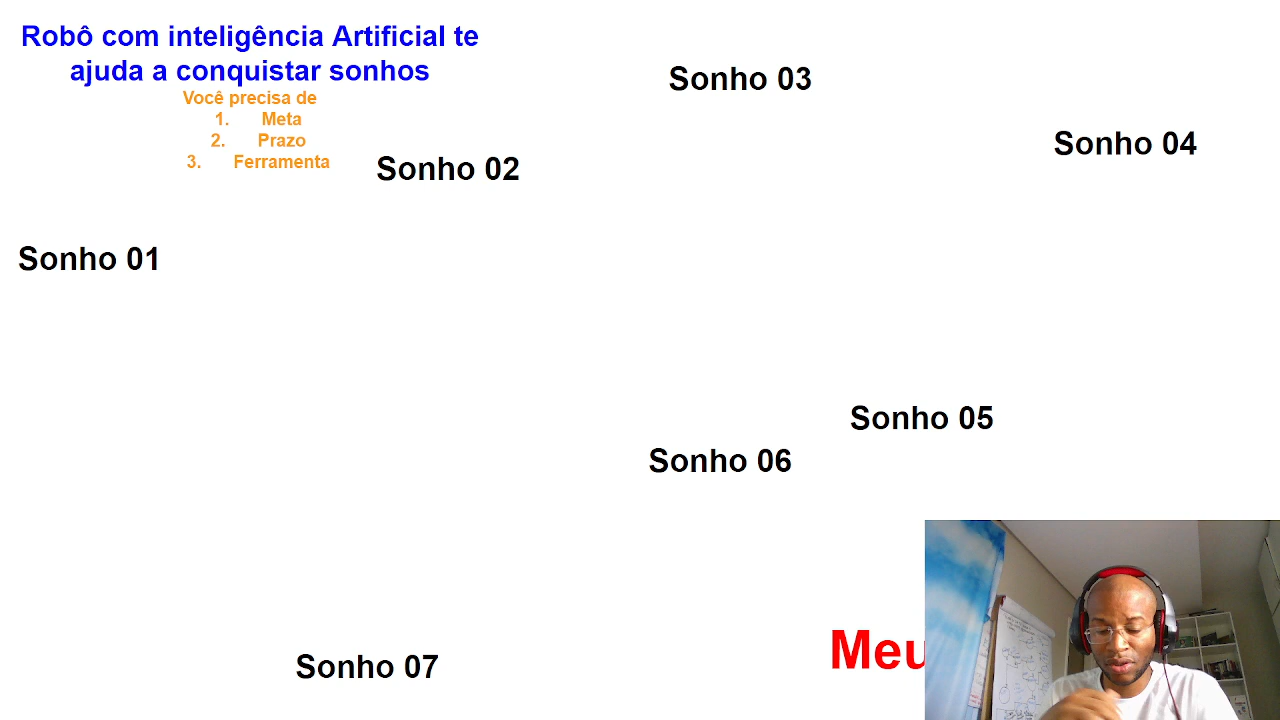 Robô com inteligência Artificial te
ajuda a conquistar sonhos
Você precisa de
1. Meta
2. Prazo
3. Ferramenta
Sonho 01
Sonho 02
Sonho 03
Sonho 04
Sonho 05
Sonho 06
Sonho 07